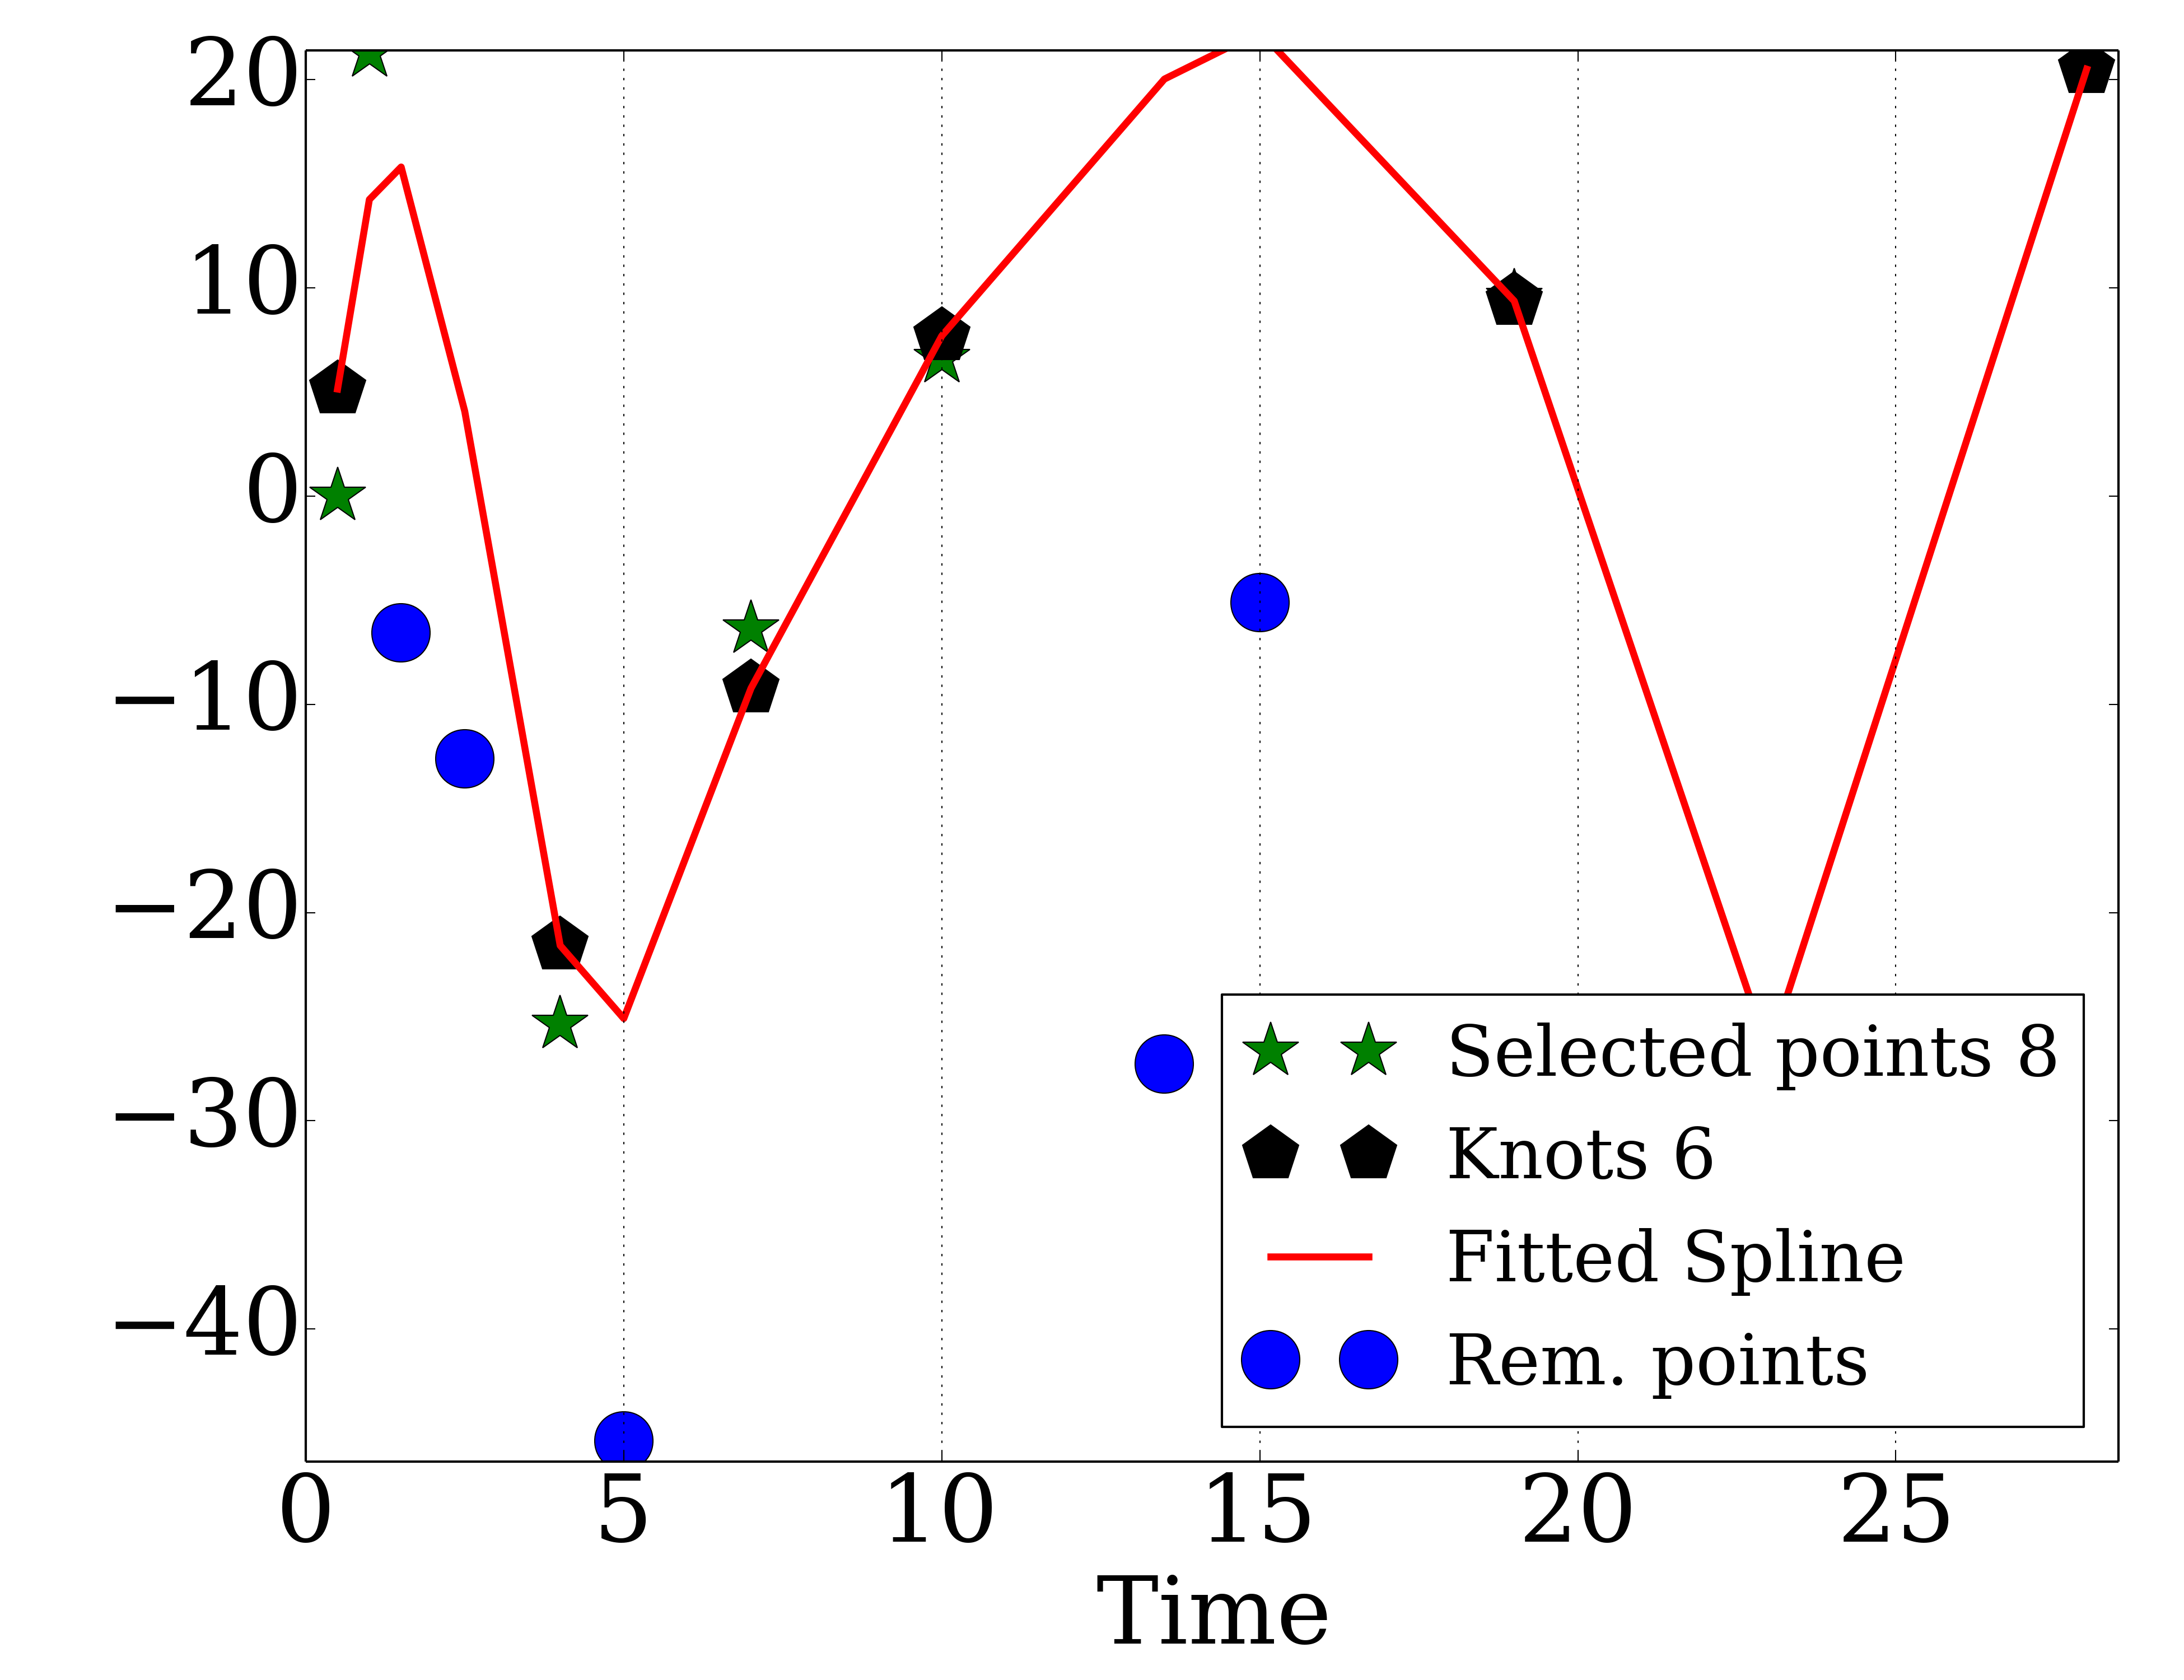 20
10
0
−10
−20
−30
−40
Selected points 8
Knots 6
Fitted Spline
Rem. points
0 5 10 15 20 25
Time